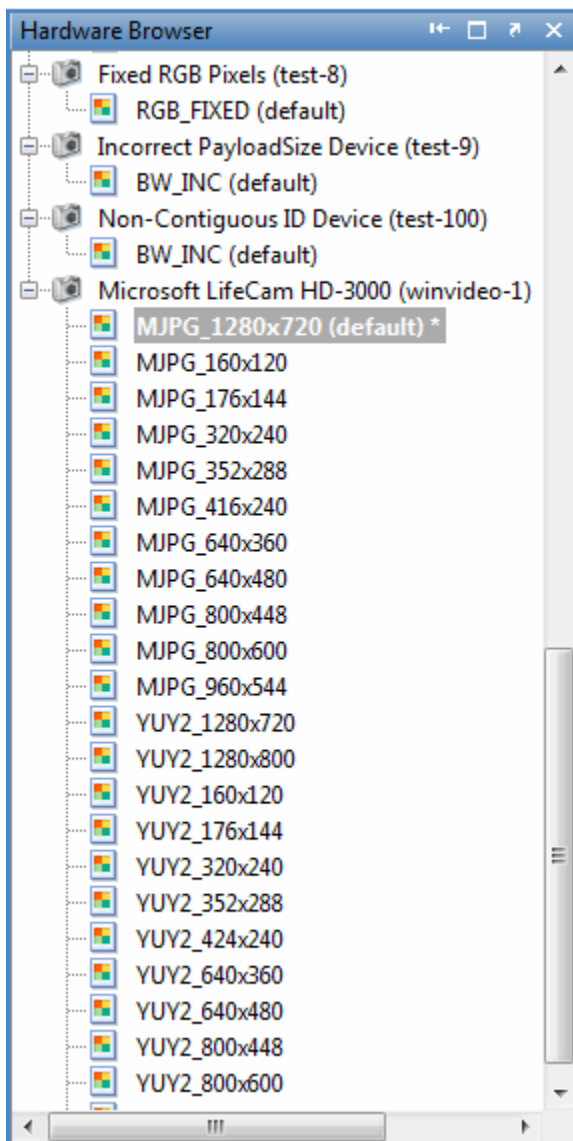 Hardware Browser
Fixed RGB Pixels (test-8)
RGB_FIXED (default)
Incorrect PayloadSize Device (test-9)
BW_INC (default)
Non-Contiguous ID Device (test-100)
BW_INC (default)
Microsoft LifeCam HD-3000 (winvideo-1)
MJPG_1280x720 (default) *
MJPG_160x120
MJPG_176x144
MJPG_320x240
MJPG_352x288
MJPG_416x240
MJPG_640x360
MJPG_640x480
MJPG_800x448
MJPG_800x600
MJPG_960x544
YUY2_1280x720
YUY2_1280x800
YUY2_160x120
YUY2_176x144
YUY2_320x240
YUY2_352x288
YUY2_424x240
YUY2_640x360
YUY2_640x480
YUY2_800x448
YUY2_800x600